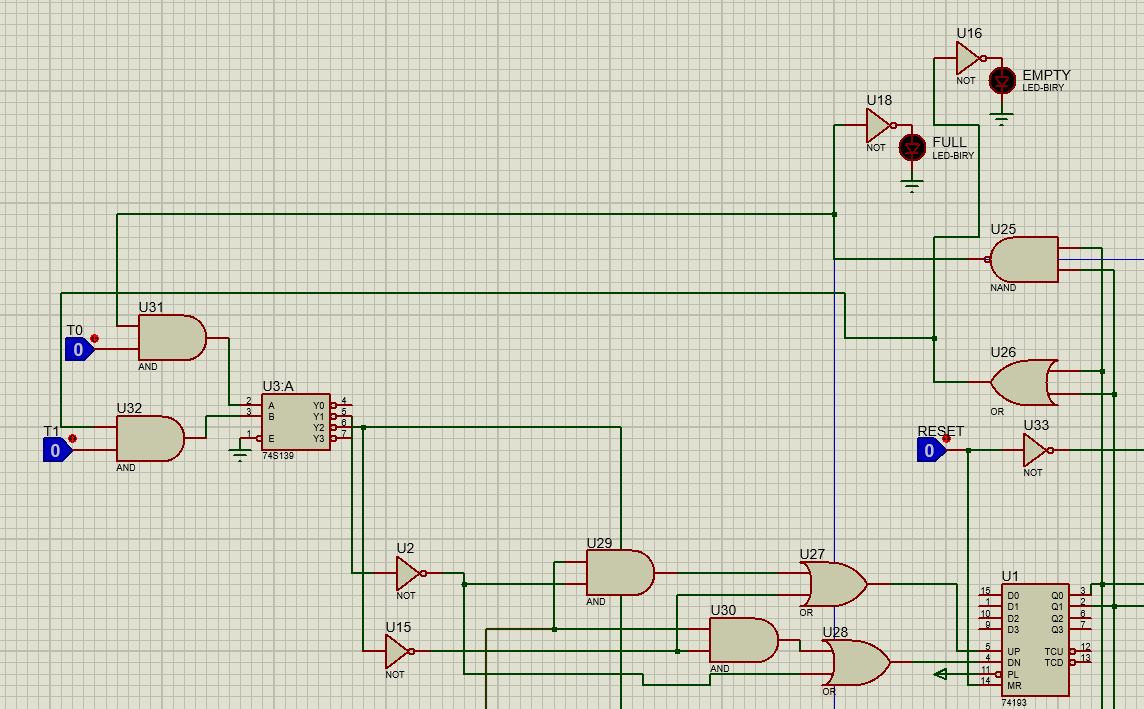 U16
NOT
EMPTY
LED-BIRY
U18
NOT
FULL
LED-BIRY
U25
NAND
U31
T0
0
AND
U26
OR
U3:A
2 A Y0 4
3 B Y1 5
Y2 6
1 E Y3 7
74S139
U32
T1
0
AND
RESET
0
U33
NOT
U2
NOT
U29
AND
U27
OR
U1
15 D0 Q0 3
1 D1 Q1 2
10 D2 Q2 6
9 D3 Q3 7
5 UP TCU 12
4 DN TCD 13
11 PL
14 MR
74193
U30
AND
U15
NOT
U28
OR